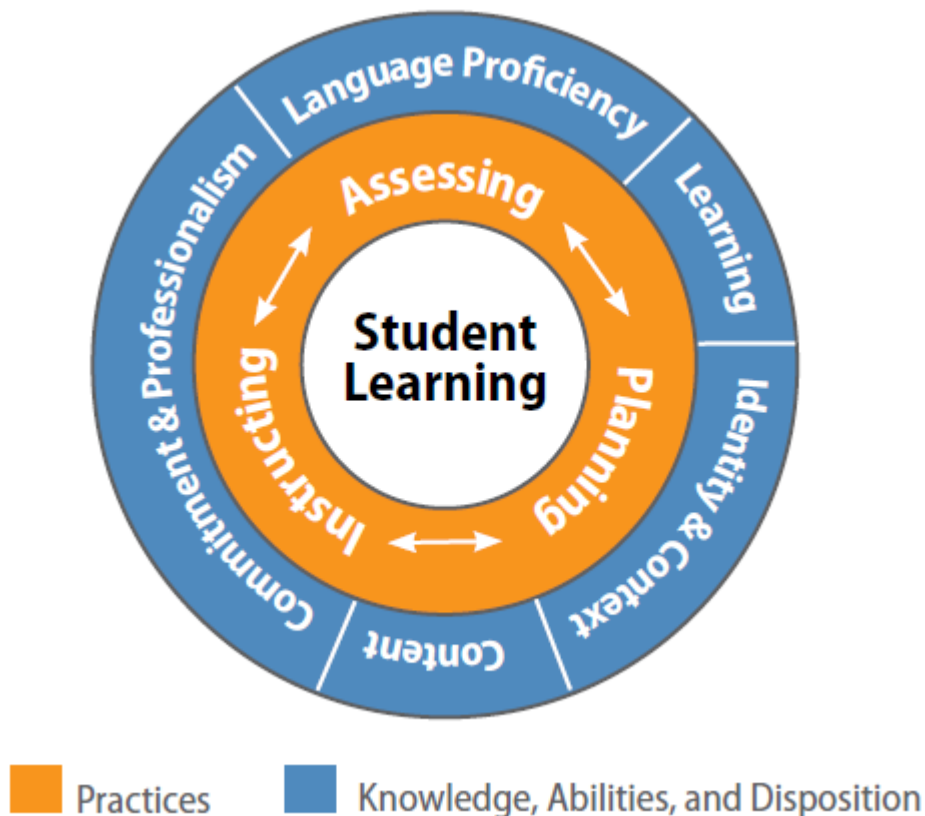 Language Proficiency
Learning
Identity & Context
Content
Commitment & Professionalism
Assessing
Planning
Instructing
Student
Learning
Practices
Knowledge, Abilities, and Disposition